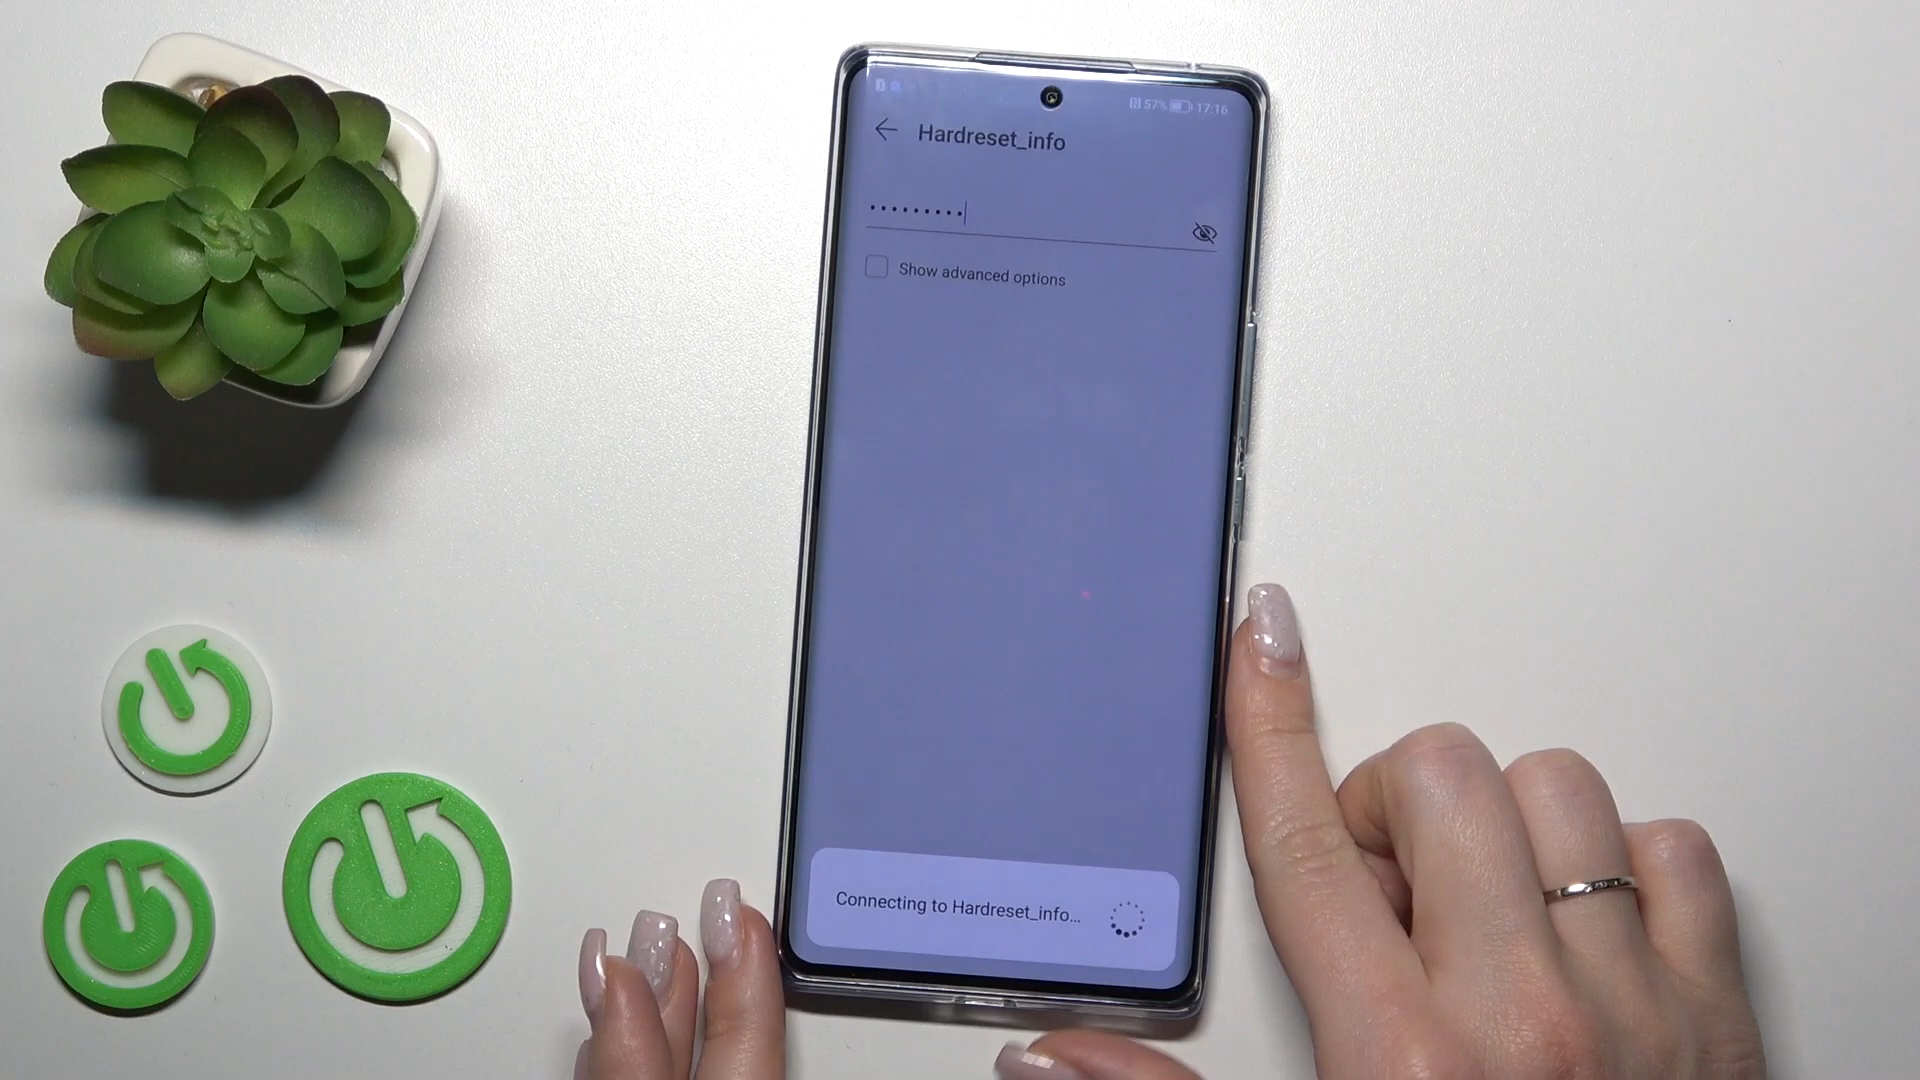 57% 17:16
Hardreset_info
•••••••••
Show advanced options
Connecting to Hardreset_info...